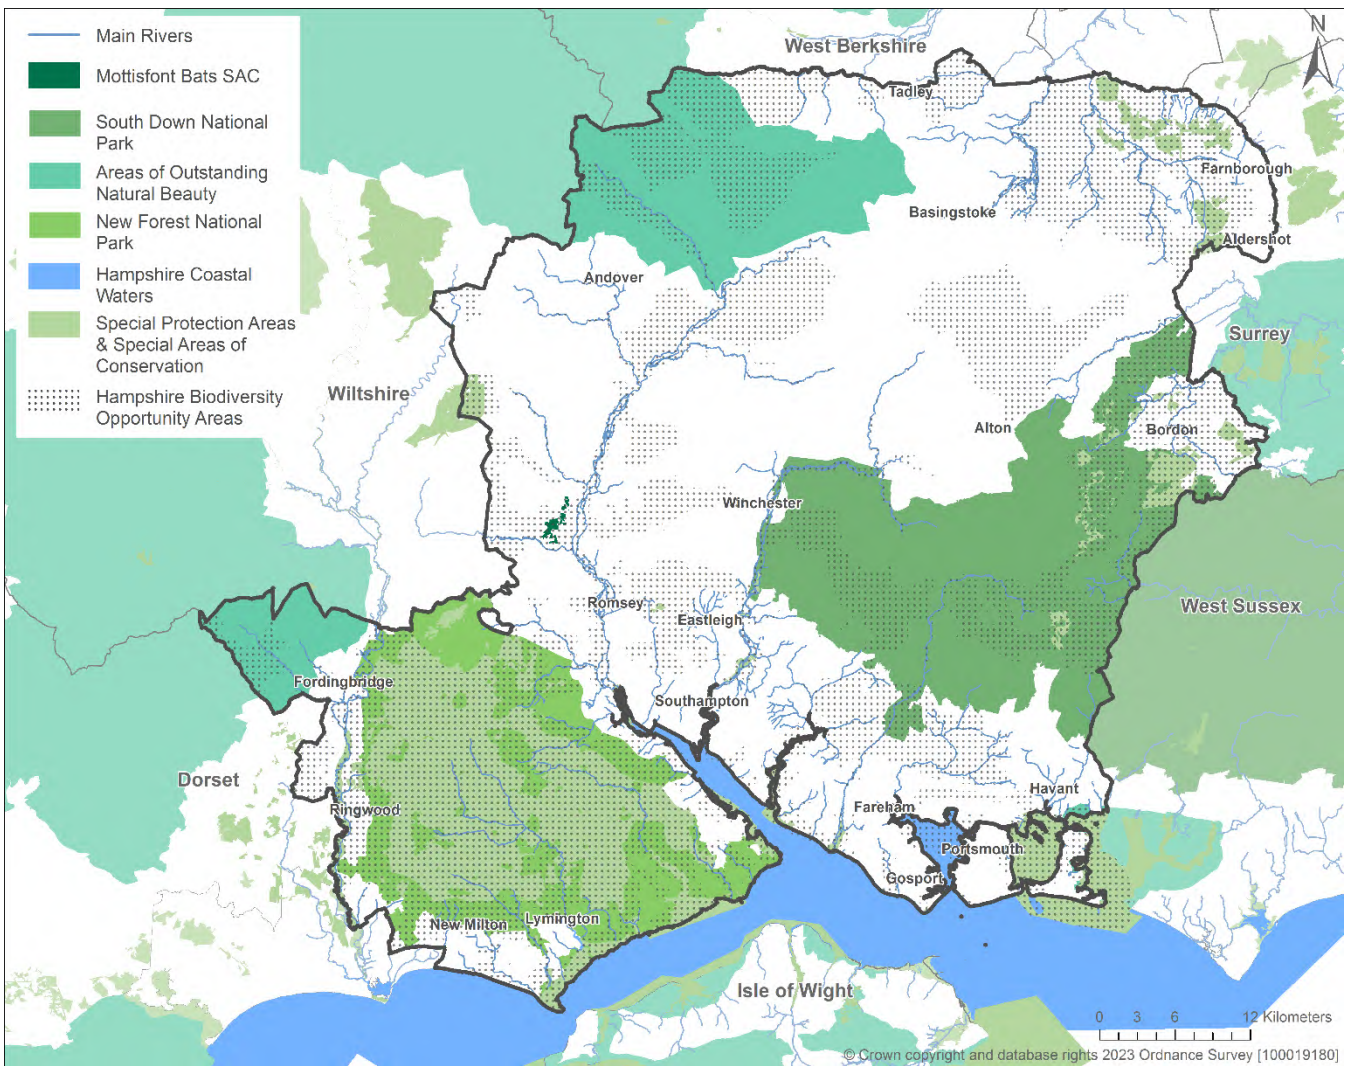 Main Rivers
Mottisfont Bats SAC
South Down National
Park
Areas of Outstanding
Natural Beauty
New Forest National
Park
Hampshire Coastal
Waters
Special Protection Areas
& Special Areas of
Conservation
Hampshire Biodiversity
Opportunity Areas
N
West Berkshire
Tadley
Farnborough
Basingstoke
Aldershot
Andover
Surrey
Wiltshire
Alton
Bordon
Winchester
Romsey
Eastleigh
West Sussex
Fordingbridge
Southampton
Dorset
Ringwood
Havant
Fareham
Portsmouth
Gosport
New Milton
Lymington
Isle of Wight
0 3 6 12 Kilometers
© Crown copyright and database rights 2023 Ordnance Survey [100019180]